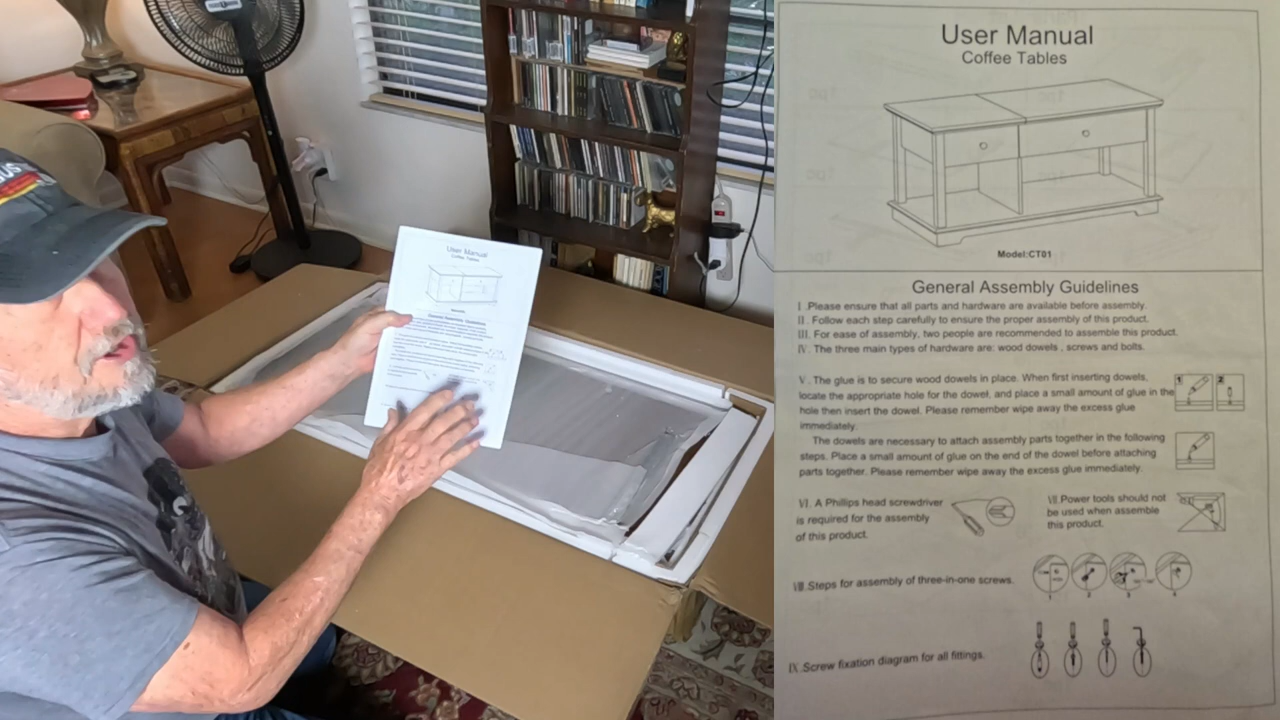 User Manual
Coffee Tables
User Manual
Coffee Tables
Model:CT01
General Assembly Guidelines
I .Please ensure that all parts and hardware are available before assembly.
II . Follow each step carefully to ensure the proper assembly of this product.
III. For ease of assembly, two people are recommended to assemble this product.
IV. The three main types of hardware are: wood dowels , screws and bolts.
V . The glue is to secure wood dowels in place. When first inserting dowels,
locate the appropriate hole for the dowel, and place a small amount of glue in the
hole then insert the dowel. Please remember wipe away the excess glue
immediately.
1 2
The dowels are necessary to attach assembly parts together in the following
steps. Place a small amount of glue on the end of the dowel before attaching
parts together. Please remember wipe away the excess glue immediately.
VI. A Phillips head screwdriver
is required for the assembly
of this product.
VII.Power tools should not
be used when assemble
this product.
VIII.Steps for assembly of three-in-one screws.
1 2 3 4
IX.Screw fixation diagram for all fittings.